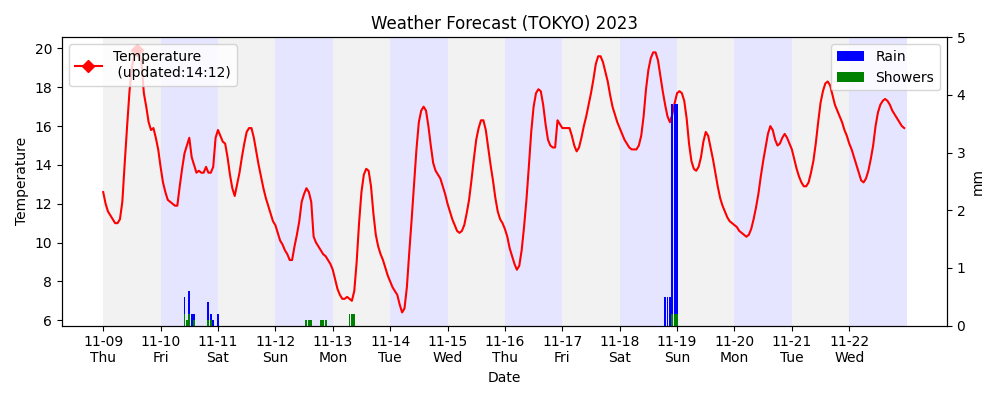 Weather Forecast (TOKYO) 2023
Temperature
(updated:14:12)
Rain
Showers
20
18
16
14
12
10
8
6
Temperature
5
4
3
2
1
0
mm
11-09 11-10 11-11 11-12 11-13 11-14 11-15 11-16 11-17 11-18 11-19 11-20 11-21 11-22
Thu Fri Sat Sun Mon Tue Wed Thu Fri Sat Sun Mon Tue Wed
Date